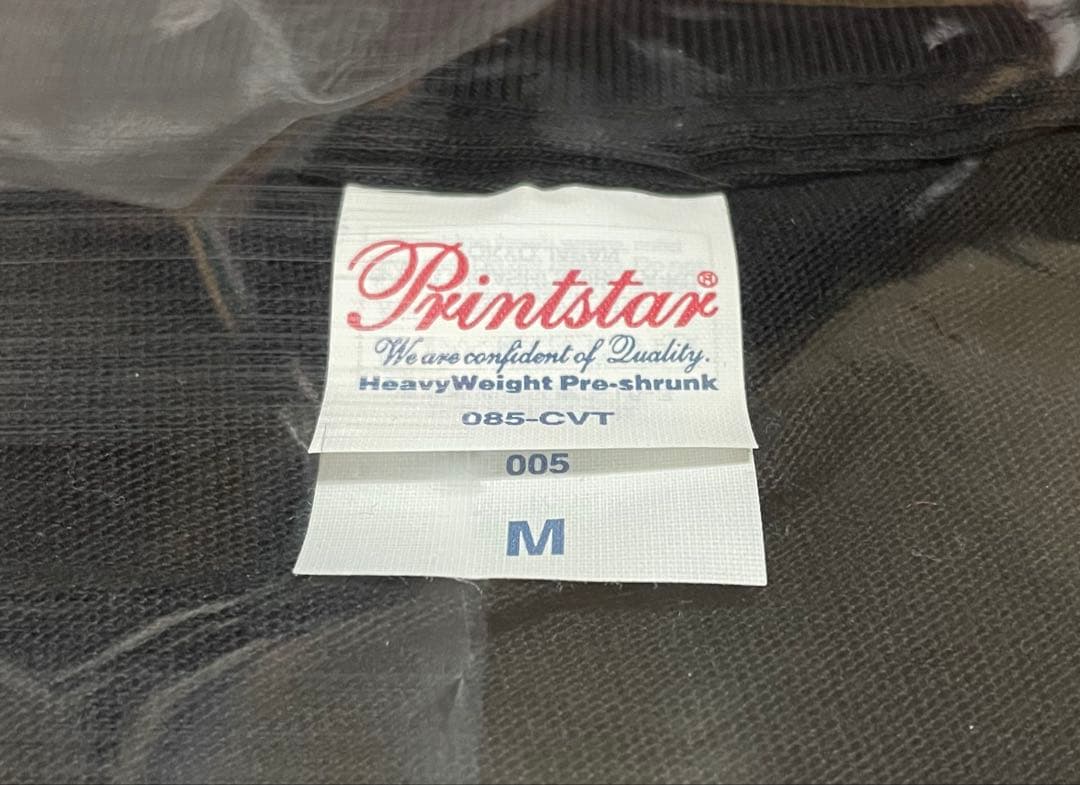 Printstar®
We are confident of Quality.
HeavyWeight Pre-shrunk
085-CVT
005
M